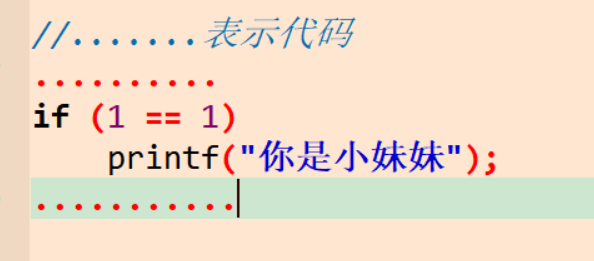 //.......表示代码
..........
if (1 == 1)
    printf("你是小妹妹");
...........